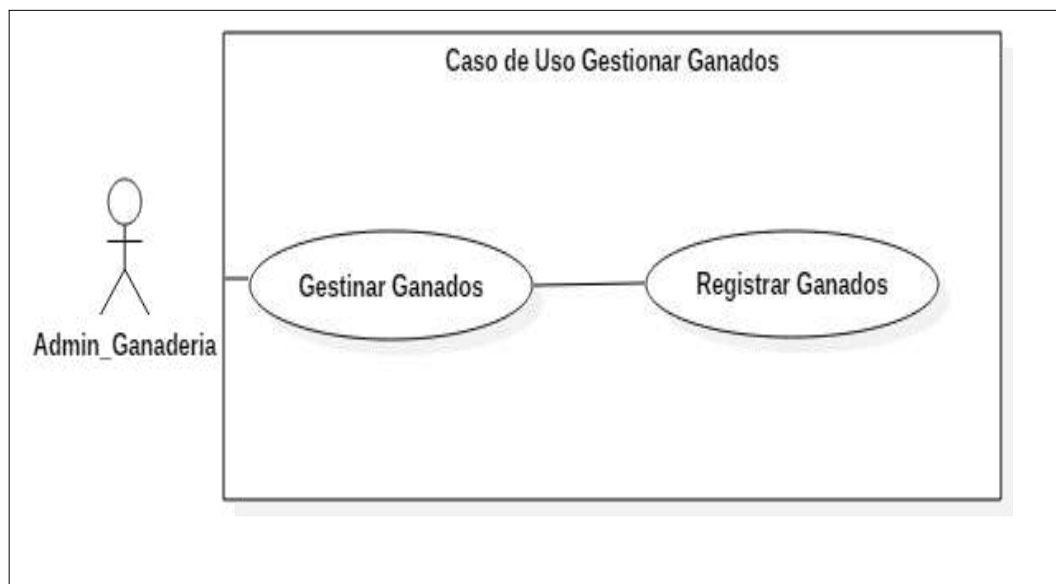 Caso de Uso Gestionar Ganados
Gestinar Ganados
Registrar Ganados
Admin_Ganaderia